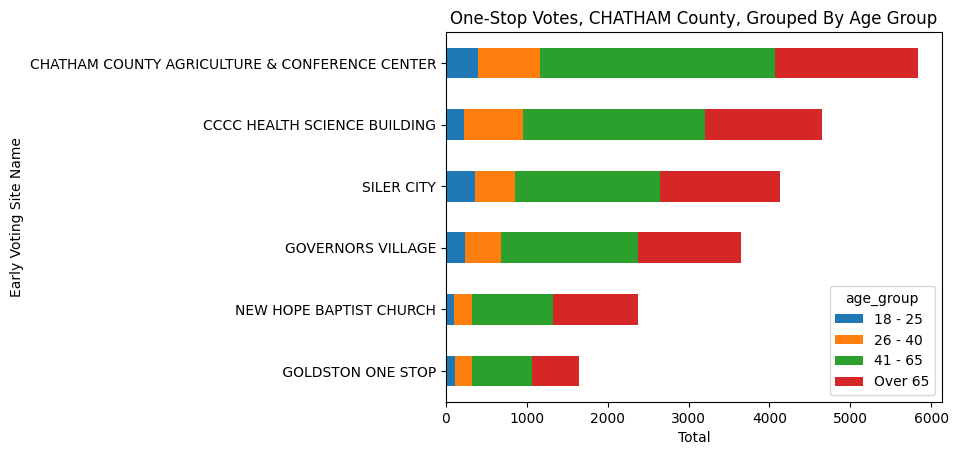 One-Stop Votes, CHATHAM County, Grouped By Age Group
Early Voting Site Name
CHATHAM COUNTY AGRICULTURE & CONFERENCE CENTER
CCCC HEALTH SCIENCE BUILDING
SILER CITY
GOVERNORS VILLAGE
NEW HOPE BAPTIST CHURCH
GOLDSTON ONE STOP
age_group
18 - 25
26 - 40
41 - 65
Over 65
0 1000 2000 3000 4000 5000 6000
Total